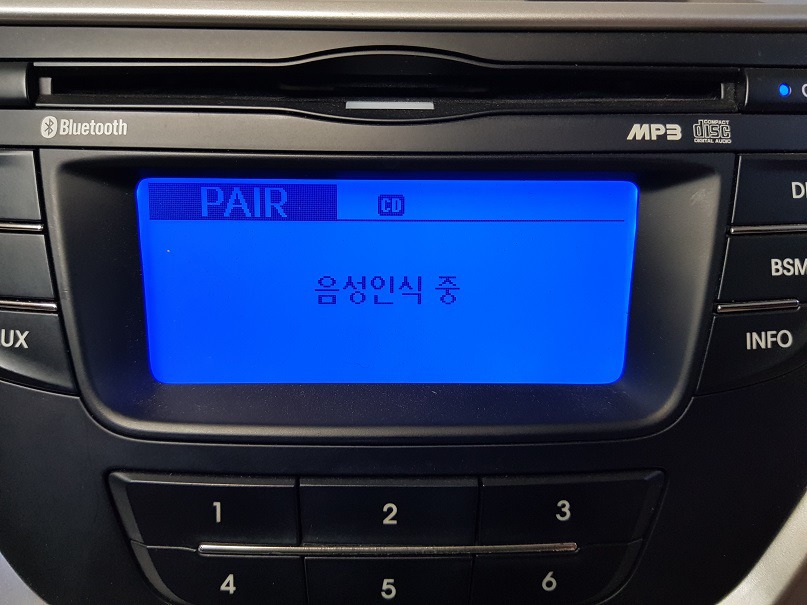 Bluetooth
MP3
COMPACT
disc
DIGITAL AUDIO
PAIR
CD
음성인식 중
UX
BSM
INFO
1
2
3
4
5
6